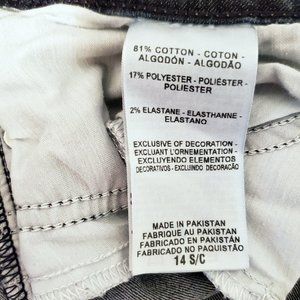 81% COTTON - COTON -
ALGODÓN - ALGODÃO
17% POLYESTER - POLIÉSTER -
POLIESTER
2% ELASTANE - ELASTHANNE -
ELASTANO
EXCLUSIVE OF DECORATION -
EXCLUANT L'ORNEMENTATION -
EXCLUYENDO ELEMENTOS
DECORATIVOS - EXCLUINDO DECORAÇÃO
MADE IN PAKISTAN
FABRIQUE AU PAKISTAN
FABRICADO EN PAKISTÁN
FABRICADO NO PAQUISTÃO
14 S/C